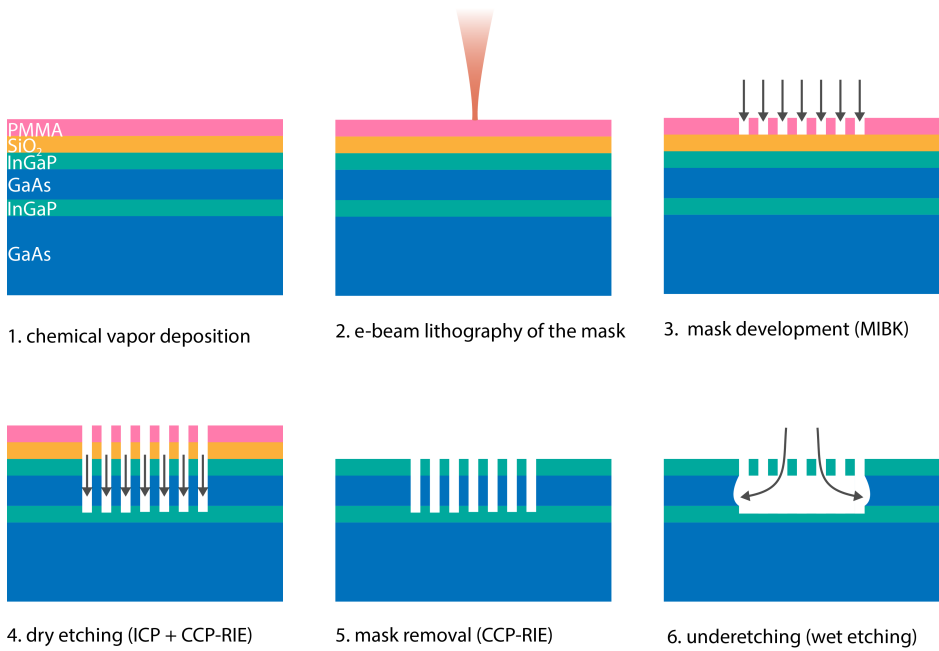 PMMA
SiO₂
InGaP
GaAs
InGaP
GaAs
1. chemical vapor deposition
2. e-beam lithography of the mask
3. mask development (MIBK)
4. dry etching (ICP + CCP-RIE)
5. mask removal (CCP-RIE)
6. underetching (wet etching)